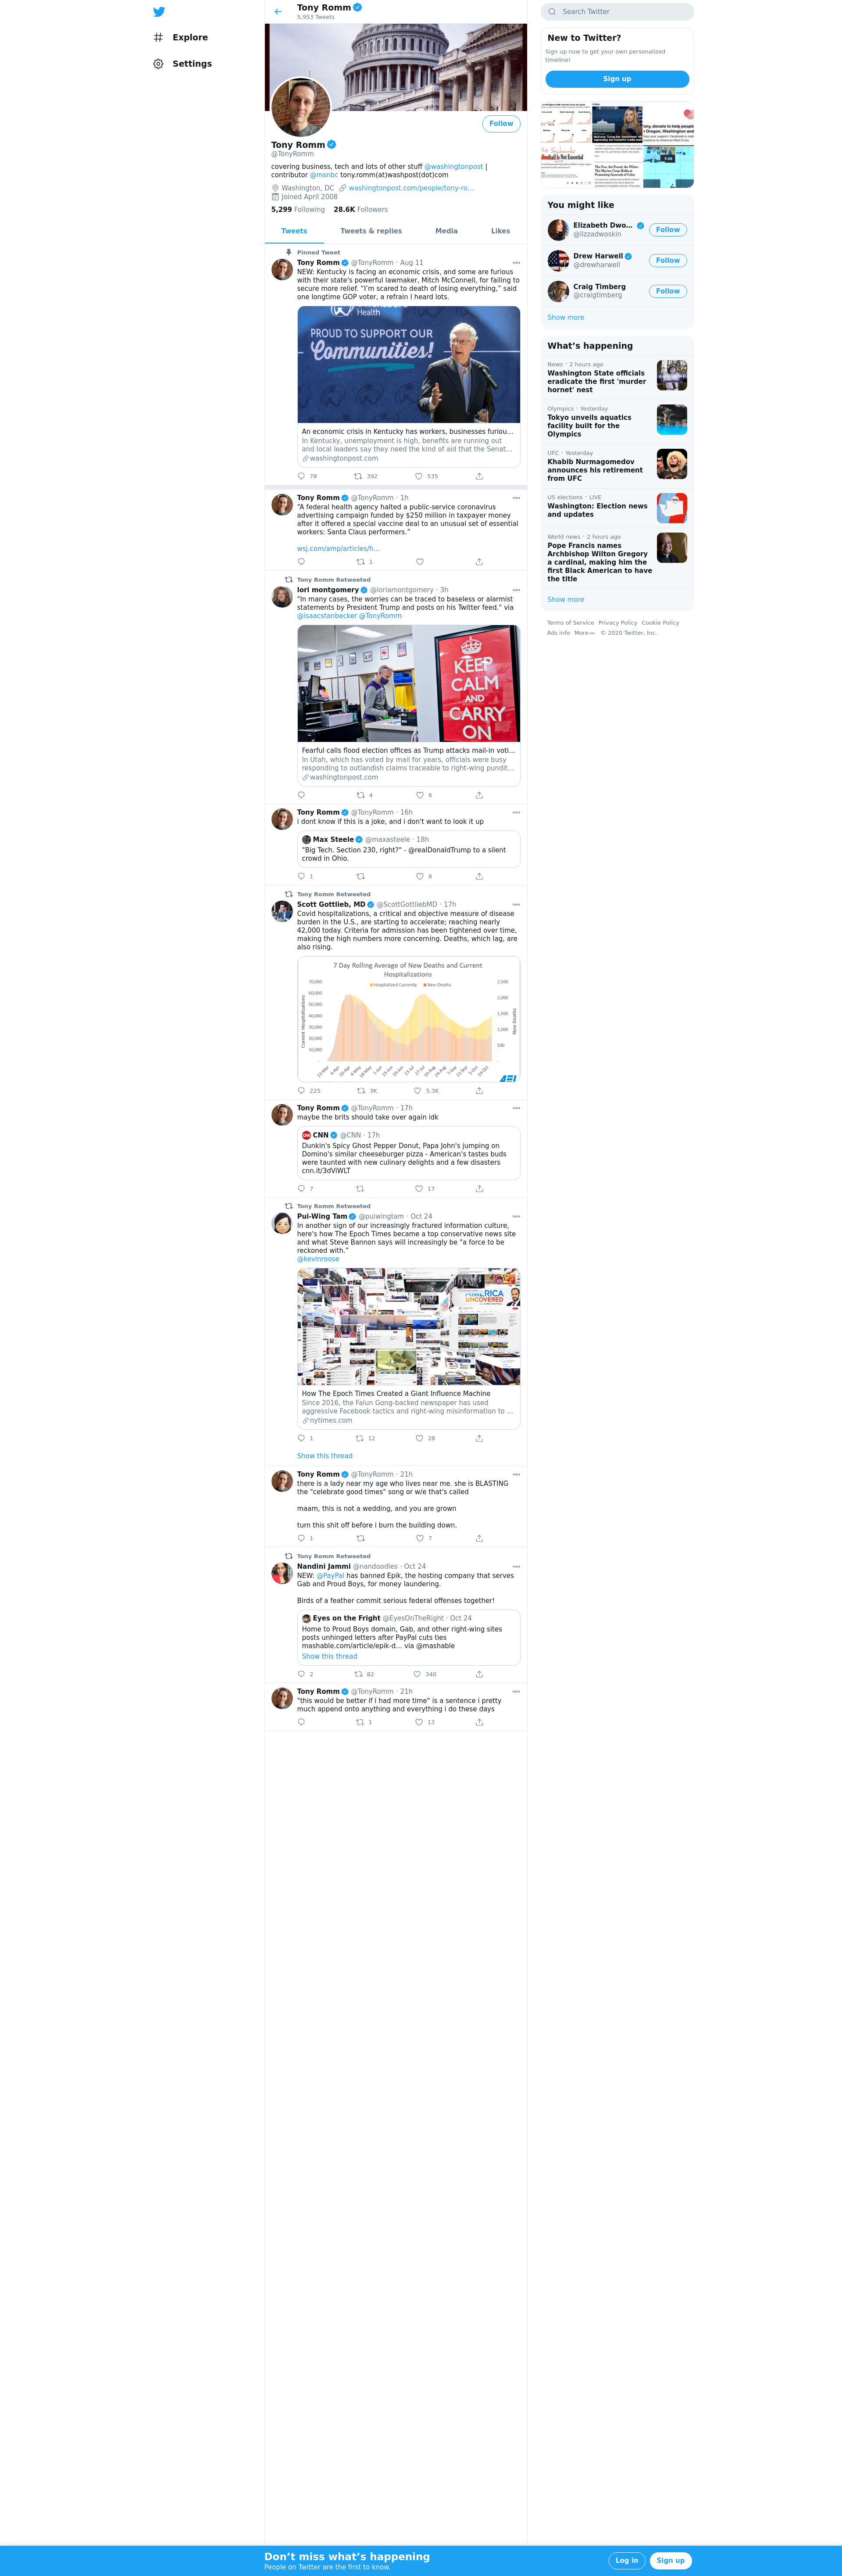 Explore
Settings
Tony Romm
5,953 Tweets
Follow
Tony Romm
@TonyRomm
covering business, tech and lots of other stuff @washingtonpost |
contributor @msnbc tony.romm(at)washpost(dot)com
Washington, DC washingtonpost.com/people/tony-ro…
Joined April 2008
5,299 Following 28.6K Followers
Tweets Tweets & replies Media Likes
Pinned Tweet
Tony Romm @TonyRomm · Aug 11
NEW: Kentucky is facing an economic crisis, and some are furious
with their state's powerful lawmaker, Mitch McConnell, for failing to
secure more relief. "I'm scared to death of losing everything," said
one longtime GOP voter, a refrain I heard lots.
Health
PROUD TO SUPPORT OUR
Communities!
An economic crisis in Kentucky has workers, businesses furiou…
In Kentucky, unemployment is high, benefits are running out
and local leaders say they need the kind of aid that the Senat…
washingtonpost.com
78 392 535
Tony Romm @TonyRomm · 1h
"A federal health agency halted a public-service coronavirus
advertising campaign funded by $250 million in taxpayer money
after it offered a special vaccine deal to an unusual set of essential
workers: Santa Claus performers."
wsj.com/amp/articles/h…
1
Tony Romm Retweeted
lori montgomery @loriamontgomery · 3h
"In many cases, the worries can be traced to baseless or alarmist
statements by President Trump and posts on his Twitter feed." via
@isaacstanbecker @TonyRomm
KEEP
CALM
AND
CARRY
ON
Fearful calls flood election offices as Trump attacks mail-in voti…
In Utah, which has voted by mail for years, officials were busy
responding to outlandish claims traceable to right-wing pundit…
washingtonpost.com
4 6
Tony Romm @TonyRomm · 16h
i dont know if this is a joke, and i don't want to look it up
Max Steele @maxasteele · 18h
"Big Tech. Section 230, right?" - @realDonaldTrump to a silent
crowd in Ohio.
1 8
Tony Romm Retweeted
Scott Gottlieb, MD @ScottGottliebMD · 17h
Covid hospitalizations, a critical and objective measure of disease
burden in the U.S., are starting to accelerate; reaching nearly
42,000 today. Criteria for admission has been tightened over time,
making the high numbers more concerning. Deaths, which lag, are
also rising.
7 Day Rolling Average of New Deaths and Current
Hospitalizations
Hospitalized Currently New Deaths
70,000 2,500
60,000
2,000
50,000
40,000 1,500
30,000
1,000
20,000
500
10,000
Current Hospitalizations
New Deaths
AEI
225 3K 5.3K
Tony Romm @TonyRomm · 17h
maybe the brits should take over again idk
CNN @CNN · 17h
Dunkin's Spicy Ghost Pepper Donut, Papa John's jumping on
Domino's similar cheeseburger pizza - American's tastes buds
were taunted with new culinary delights and a few disasters
cnn.it/3dViWLT
7 17
Tony Romm Retweeted
Pui-Wing Tam @puiwingtam · Oct 24
In another sign of our increasingly fractured information culture,
here's how The Epoch Times became a top conservative news site
and what Steve Bannon says will increasingly be "a force to be
reckoned with."
@kevinroose
AMERICA
UNCOVERED
How The Epoch Times Created a Giant Influence Machine
Since 2016, the Falun Gong-backed newspaper has used
aggressive Facebook tactics and right-wing misinformation to …
nytimes.com
1 12 28
Show this thread
Tony Romm @TonyRomm · 21h
there is a lady near my age who lives near me. she is BLASTING
the "celebrate good times" song or w/e that's called
maam, this is not a wedding, and you are grown
turn this shit off before i burn the building down.
1 7
Tony Romm Retweeted
Nandini Jammi @nandoodles · Oct 24
NEW: @PayPal has banned Epik, the hosting company that serves
Gab and Proud Boys, for money laundering.
Birds of a feather commit serious federal offenses together!
Eyes on the Fright @EyesOnTheRight · Oct 24
Home to Proud Boys domain, Gab, and other right-wing sites
posts unhinged letters after PayPal cuts ties
mashable.com/article/epik-d… via @mashable
Show this thread
2 82 340
Tony Romm @TonyRomm · 21h
"this would be better if i had more time" is a sentence i pretty
much append onto anything and everything i do these days
1 13
Search Twitter
New to Twitter?
Sign up now to get your own personalized
timeline!
Sign up
You might like
Elizabeth Dwo…
@lizzadwoskin
Follow
Drew Harwell
@drewharwell
Follow
Craig Timberg
@craigtimberg
Follow
Show more
What's happening
News · 2 hours ago
Washington State officials
eradicate the first 'murder
hornet' nest
Olympics · Yesterday
Tokyo unveils aquatics
facility built for the
Olympics
UFC · Yesterday
Khabib Nurmagomedov
announces his retirement
from UFC
US elections · LIVE
Washington: Election news
and updates
World news · 2 hours ago
Pope Francis names
Archbishop Wilton Gregory
a cardinal, making him the
first Black American to have
the title
Show more
Terms of Service Privacy Policy Cookie Policy
Ads info More © 2020 Twitter, Inc.
Don't miss what's happening
People on Twitter are the first to know.
Log in Sign up